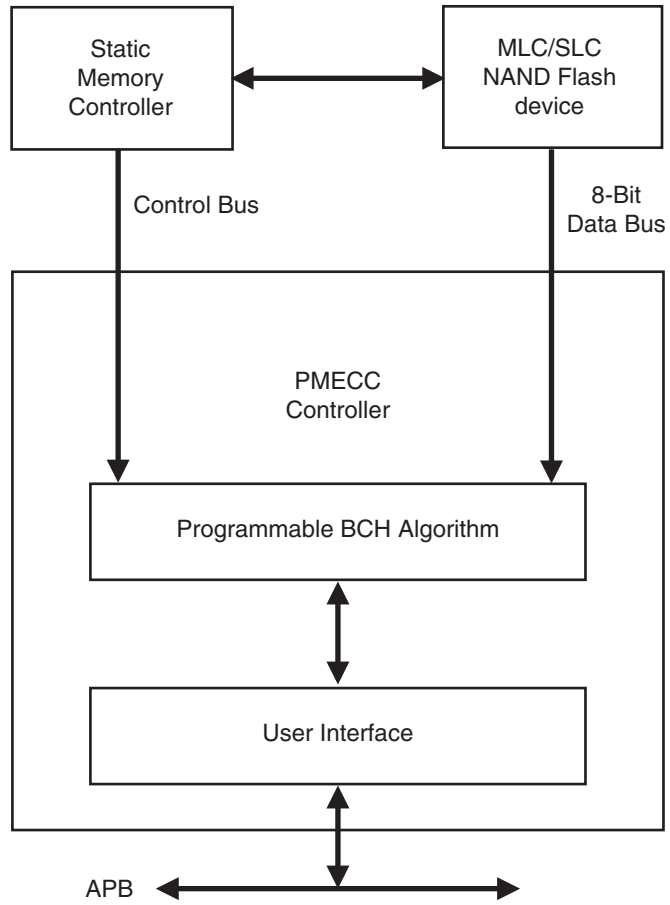 Static
Memory
Controller
MLC/SLC
NAND Flash
device
Control Bus
8-Bit
Data Bus
PMECC
Controller
Programmable BCH Algorithm
User Interface
APB